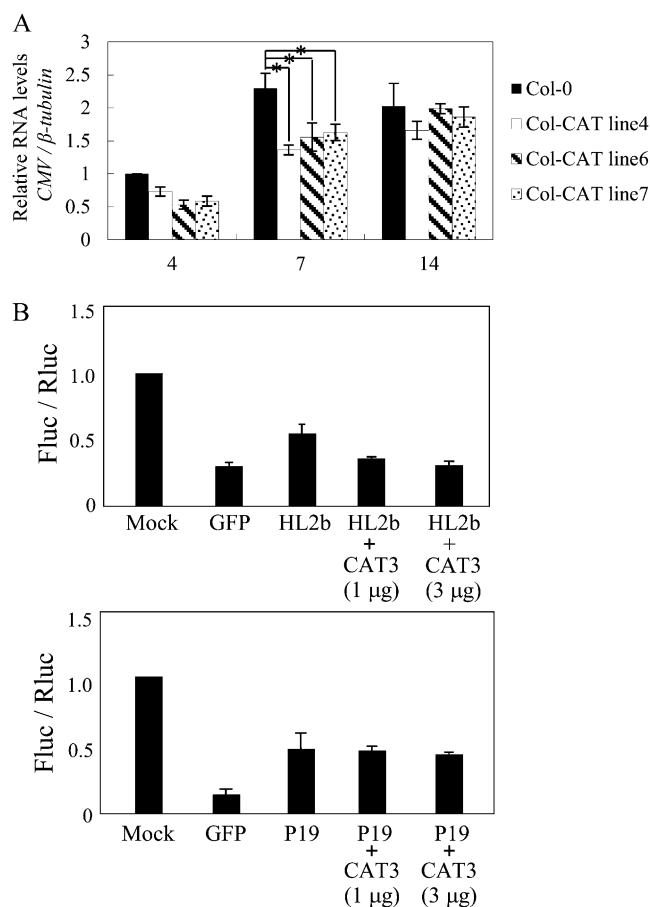 A
Relative RNA levels
CMV / β-tubulin
3
2.5
2
1.5
1
0.5
0
* * *
4 7 14
Col-0
Col-CAT line4
Col-CAT line6
Col-CAT line7
B
Fluc / Rluc
1.5
1.0
0.5
0
Mock GFP HL2b HL2b HL2b
+ +
CAT3 CAT3
(1 μg) (3 μg)
Fluc / Rluc
1.5
1.0
0.5
0
Mock GFP P19 P19 P19
+ +
CAT3 CAT3
(1 μg) (3 μg)